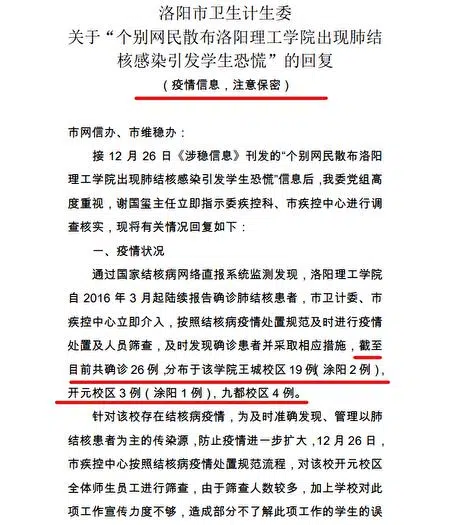 洛阳市卫生计生委
关于“个别网民散布洛阳理工学院出现肺结
核感染引发学生恐慌”的回复
（疫情信息，注意保密）
市网信办、市维稳办：
接 12 月 26 日《涉稳信息》刊发的“个别网民散布洛阳
理工学院出现肺结核感染引发学生恐慌”信息后，我委党组高
度重视，谢国玺主任立即指示委疾控科、市疾控中心进行调
查核实，现将有关情况回复如下：
一、疫情状况
通过国家结核病网络直报系统监测发现，洛阳理工学院
自 2016 年 3 月起陆续报告确诊肺结核患者，市卫计委、市
疾控中心立即介入，按照结核病疫情处置规范及时进行疫情
处置及人员筛查，及时发现确诊患者并采取相应措施，截至
目前共确诊 26 例，分布于该学院王城校区 19 例（涂阳 2 例），
开元校区 3 例（涂阳 1 例），九都校区 4 例。
针对该校存在结核病疫情，为及时准确发现、管理以肺
结核患者为主的传染源，防止疫情进一步扩大，12 月 26 日，
市疾控中心按照结核病疫情处置规范流程，对该校开元校区
全体师生员工进行筛查，由于筛查人数较多，加上学校对此
项工作宣传力度不够，造成部分不了解此项工作的学生的误